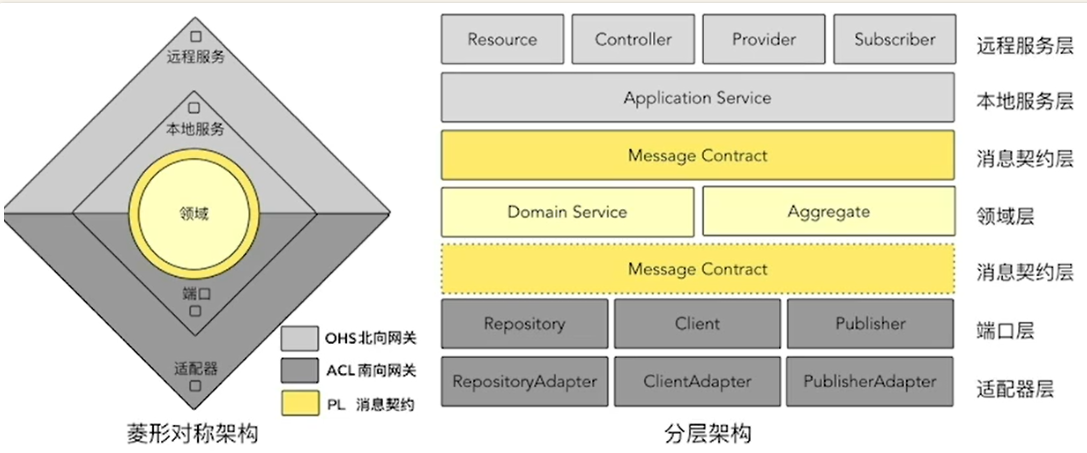 远程服务
本地服务
领域
端口
适配器
OHS北向网关
ACL南向网关
PL 消息契约
菱形对称架构
Resource Controller Provider Subscriber 远程服务层
Application Service 本地服务层
Message Contract 消息契约层
Domain Service Aggregate 领域层
Message Contract 消息契约层
Repository Client Publisher 端口层
RepositoryAdapter ClientAdapter PublisherAdapter 适配器层
分层架构